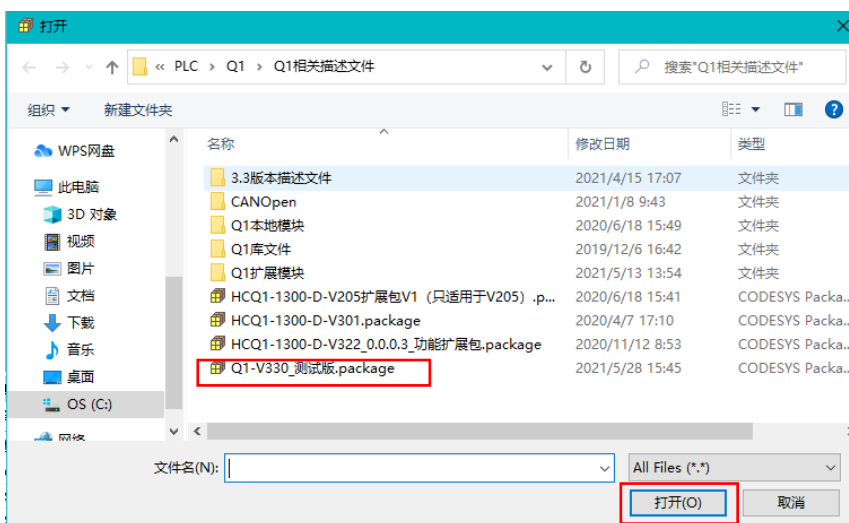 打开
« PLC › Q1 › Q1相关描述文件
搜索"Q1相关描述文件"
组织
新建文件夹
名称 修改日期 类型
WPS网盘
此电脑
3D 对象
视频
图片
文档
下载
音乐
桌面
OS (C:)
网络
3.3版本描述文件 2021/4/15 17:07 文件夹
CANOpen 2021/1/8 9:43 文件夹
Q1本地模块 2020/6/18 15:49 文件夹
Q1库文件 2019/12/6 16:42 文件夹
Q1扩展模块 2021/5/13 13:54 文件夹
HCQ1-1300-D-V205扩展包V1（只适用于V205）.p... 2020/6/18 15:41 CODESYS Packa...
HCQ1-1300-D-V301.package 2020/4/7 17:10 CODESYS Packa...
HCQ1-1300-D-V322_0.0.0.3_功能扩展包.package 2020/11/12 8:53 CODESYS Packa...
Q1-V330_测试版.package 2021/5/28 15:45 CODESYS Packa...
文件名(N): All Files (*.*)
打开(O) 取消